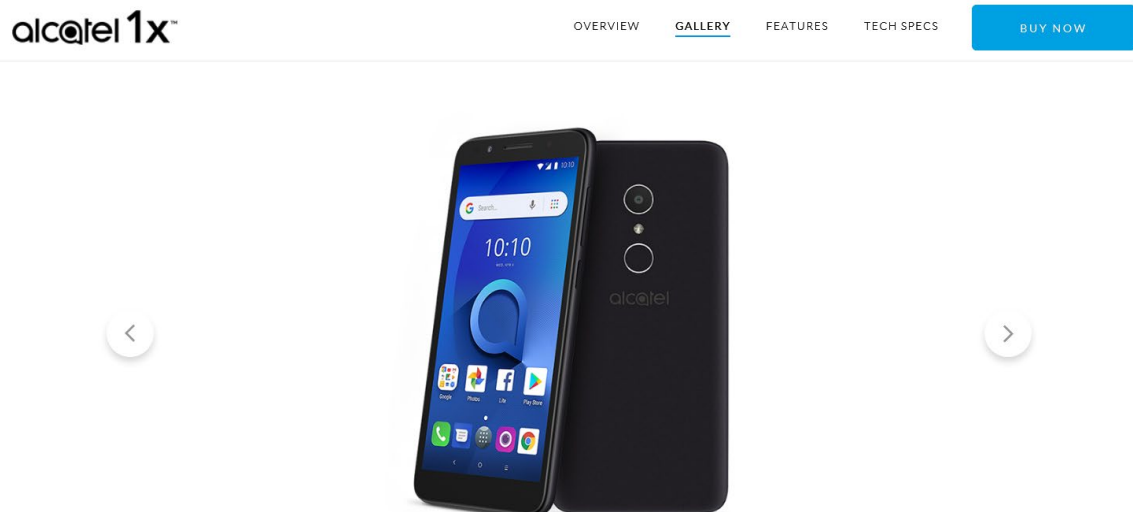 alcatel 1x™
OVERVIEW GALLERY FEATURES TECH SPECS BUY NOW
10:10
Search...
10:10
alcatel
Google Photos Lite Play Store